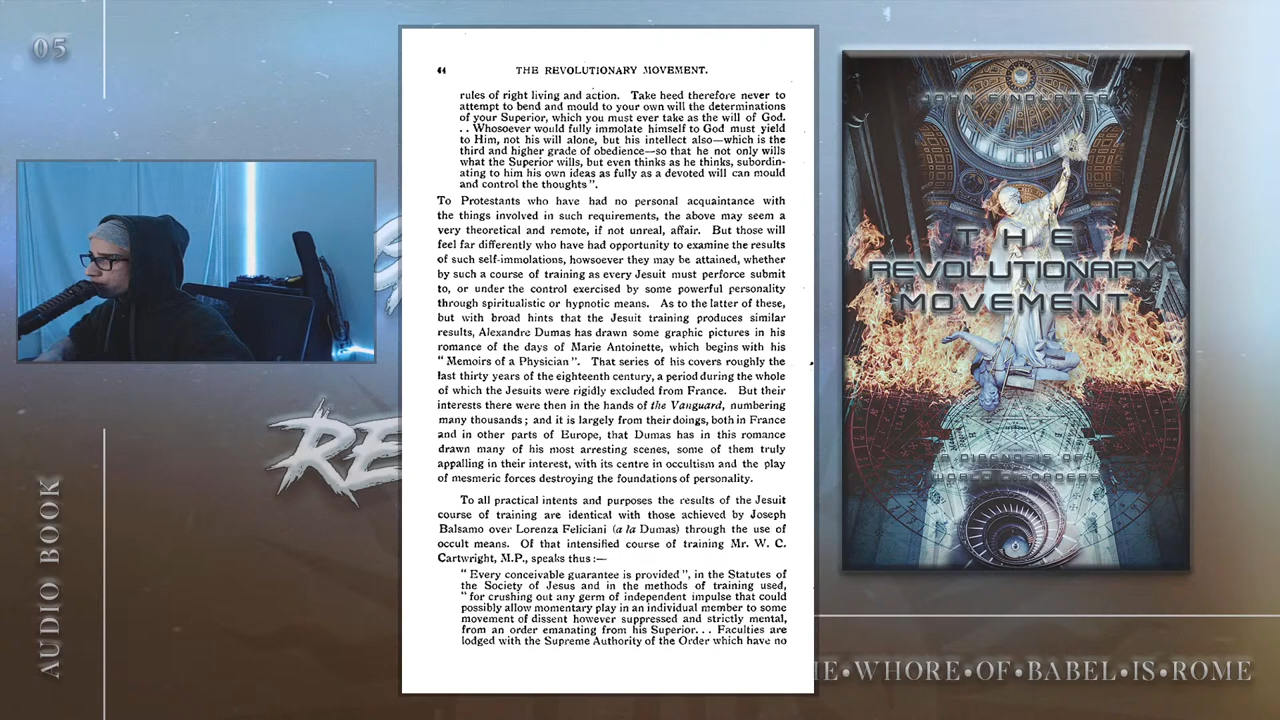 05
AUDIO BOOK
RE
44 THE REVOLUTIONARY MOVEMENT.
rules of right living and action. Take heed therefore never to
attempt to bend and mould to your own will the determinations
of your Superior, which you must ever take as the will of God.
. . Whosoever would fully immolate himself to God must yield
to Him, not his will alone, but his intellect also—which is the
third and higher grade of obedience—so that he not only wills
what the Superior wills, but even thinks as he thinks, subordin-
ating to him his own ideas as fully as a devoted will can mould
and control the thoughts".
To Protestants who have had no personal acquaintance with
the things involved in such requirements, the above may seem a
very theoretical and remote, if not unreal, affair. But those will
feel far differently who have had opportunity to examine the results
of such self-immolations, howsoever they may be attained, whether
by such a course of training as every Jesuit must perforce submit
to, or under the control exercised by some powerful personality
through spiritualistic or hypnotic means. As to the latter of these,
but with broad hints that the Jesuit training produces similar
results, Alexandre Dumas has drawn some graphic pictures in his
romance of the days of Marie Antoinette, which begins with his
"Memoirs of a Physician". That series of his covers roughly the
last thirty years of the eighteenth century, a period during the whole
of which the Jesuits were rigidly excluded from France. But their
interests there were then in the hands of the Vanguard, numbering
many thousands; and it is largely from their doings, both in France
and in other parts of Europe, that Dumas has in this romance
drawn many of his most arresting scenes, some of them truly
appalling in their interest, with its centre in occultism and the play
of mesmeric forces destroying the foundations of personality.
To all practical intents and purposes the results of the Jesuit
course of training are identical with those achieved by Joseph
Balsamo over Lorenza Feliciani (a la Dumas) through the use of
occult means. Of that intensified course of training Mr. W. C.
Cartwright, M.P., speaks thus:—
"Every conceivable guarantee is provided", in the Statutes of
the Society of Jesus and in the methods of training used,
"for crushing out any germ of independent impulse that could
possibly allow momentary play in an individual member to some
movement of dissent however suppressed and strictly mental,
from an order emanating from his Superior. . . Faculties are
lodged with the Supreme Authority of the Order which have no
JOHN FINDLATER
THE
REVOLUTIONARY
MOVEMENT
A DIAGNOSIS OF
WORLD DISORDERS
WHORE•OF•BABEL•IS•ROME